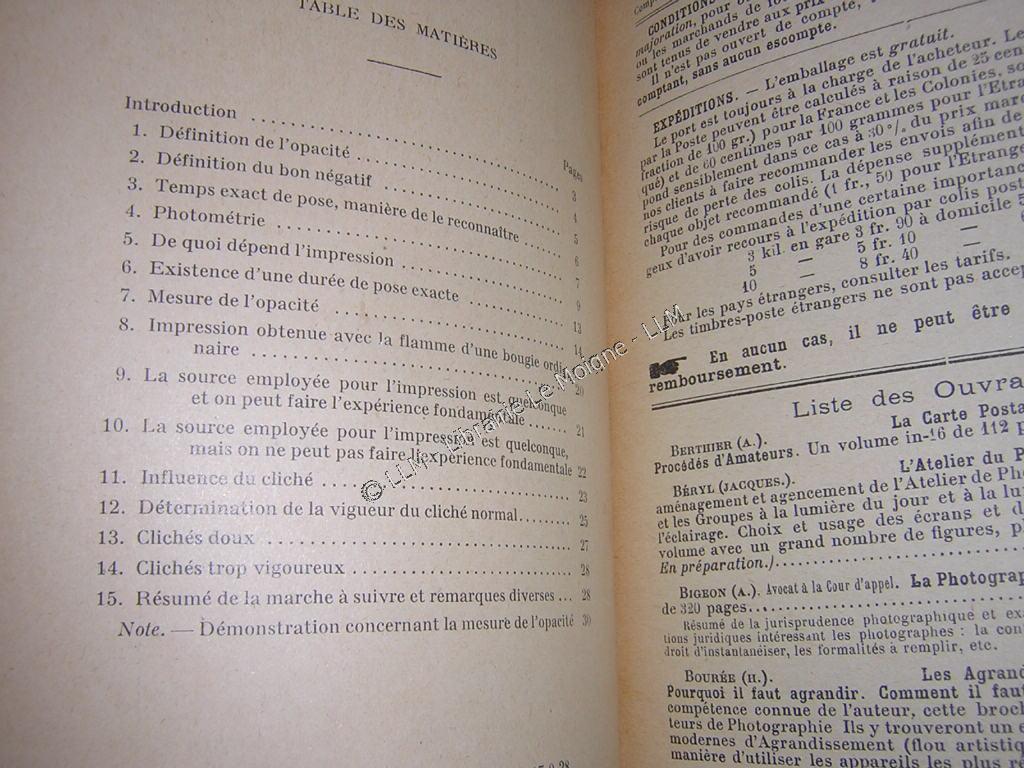 TABLE DES MATIÈRES
Pages
Introduction 3
1. Définition de l'opacité 4
2. Définition du bon négatif 5
3. Temps exact de pose, manière de le reconnaître 6
4. Photométrie 7
5. De quoi dépend l'impression 9
6. Existence d'une durée de pose exacte 13
7. Mesure de l'opacité 14
8. Impression obtenue avec la flamme d'une bougie ordi-
naire 20
9. La source employée pour l'impression est quelconque
et on peut faire l'expérience fondamentale 21
10. La source employée pour l'impression est quelconque,
mais on ne peut pas faire l'expérience fondamentale 22
11. Influence du cliché 23
12. Détermination de la vigueur du cliché normal 25
13. Clichés doux 27
14. Clichés trop vigoureux 28
15. Résumé de la marche à suivre et remarques diverses ... 28
Note. — Démonstration concernant la mesure de l'opacité 30
© LLM - Librairie Le Moigne - LLM
CONDITIONS
majoration, pour
ou les marchands de
sont tenus de vendre aux prix
Il n'est pas ouvert de compte,
comptant, sans aucun escompte.
EXPÉDITIONS. — L'emballage est gratuit.
Le port est toujours à la charge de l'acheteur. Le
par la Poste peuvent être calculés à raison de 25 cen
fraction de 100 gr.) pour la France et les Colonies, so
qué) et de 60 centimes par 100 grammes pour l'Etran
pond sensiblement dans ce cas à 30 % du prix mar
nos clients à faire recommander les envois afin de
risque de perte des colis. La dépense supplément
chaque objet recommandé (1 fr., 50 pour l'Etrange
Pour des commandes d'une certaine importanc
geux d'avoir recours à l'expédition par colis post
3 kil. en gare 3 fr. 90 à domicile 5
5 — 5 fr. 10 —
10 — 8 fr. 40 —
Pour les pays étrangers, consulter les tarifs.
Les timbres-poste étrangers ne sont pas accep
En aucun cas, il ne peut être
remboursement.
Liste des Ouvra
BERTHIER (A.). La Carte Posta
Procédés d'Amateurs. Un volume in-16 de 112 p
BÉRYL (JACQUES.). L'Atelier du P
aménagement et agencement de l'Atelier de Pho
et les Groupes à la lumière du jour et à la lu
l'éclairage. Choix et usage des écrans et d
volume avec un grand nombre de figures, p
En préparation.)
BIGEON (A.). Avocat à la Cour d'appel. La Photograp
de 320 pages
Résumé de la jurisprudence photographique et ex
tions juridiques intéressant les photographes : la con
droit d'instantanéiser, les formalités à remplir, etc.
BOURÉE (H.). Les Agrand
Pourquoi il faut agrandir. Comment il faut
compétence connue de l'auteur, cette broch
teurs de Photographie Ils y trouveront un e
modernes d'Agrandissement (flou artistiq
manière d'utiliser les appareils les plus ré